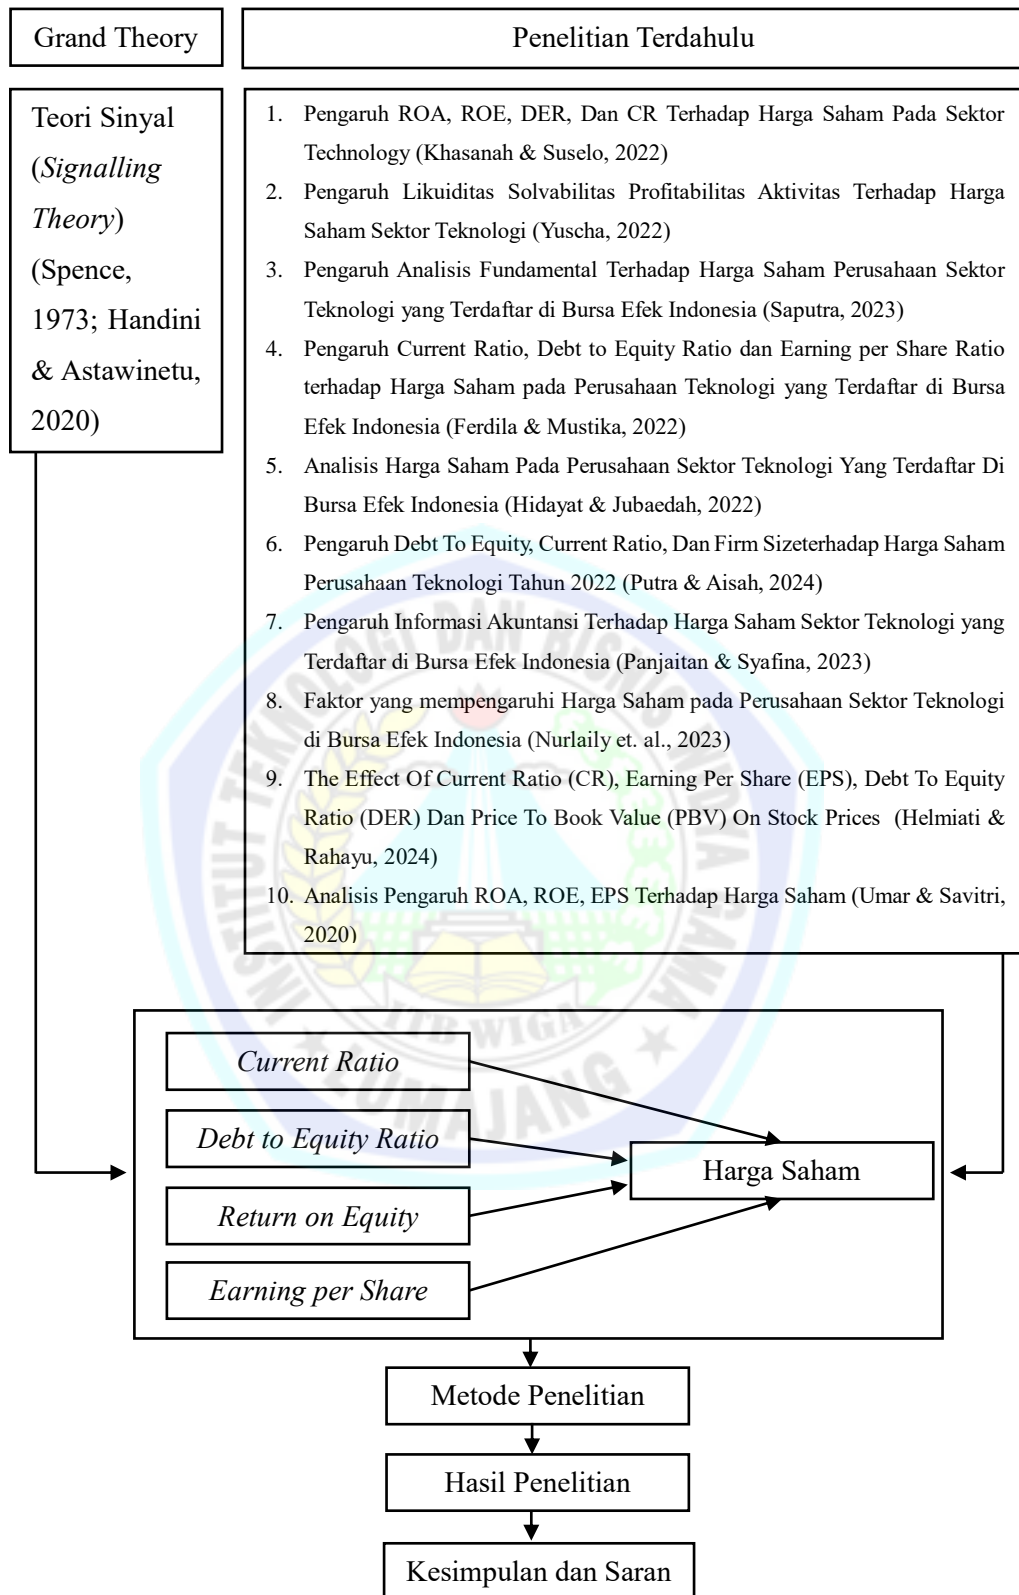 Grand Theory
Penelitian Terdahulu
Teori Sinyal
(Signalling
Theory)
(Spence,
1973; Handini
& Astawinetu,
2020)
1. Pengaruh ROA, ROE, DER, Dan CR Terhadap Harga Saham Pada Sektor
Technology (Khasanah & Suselo, 2022)
2. Pengaruh Likuiditas Solvabilitas Profitabilitas Aktivitas Terhadap Harga
Saham Sektor Teknologi (Yuscha, 2022)
3. Pengaruh Analisis Fundamental Terhadap Harga Saham Perusahaan Sektor
Teknologi yang Terdaftar di Bursa Efek Indonesia (Saputra, 2023)
4. Pengaruh Current Ratio, Debt to Equity Ratio dan Earning per Share Ratio
terhadap Harga Saham pada Perusahaan Teknologi yang Terdaftar di Bursa
Efek Indonesia (Ferdila & Mustika, 2022)
5. Analisis Harga Saham Pada Perusahaan Sektor Teknologi Yang Terdaftar Di
Bursa Efek Indonesia (Hidayat & Jubaedah, 2022)
6. Pengaruh Debt To Equity, Current Ratio, Dan Firm Sizeterhadap Harga Saham
Perusahaan Teknologi Tahun 2022 (Putra & Aisah, 2024)
7. Pengaruh Informasi Akuntansi Terhadap Harga Saham Sektor Teknologi yang
Terdaftar di Bursa Efek Indonesia (Panjaitan & Syafina, 2023)
8. Faktor yang mempengaruhi Harga Saham pada Perusahaan Sektor Teknologi
di Bursa Efek Indonesia (Nurlaily et. al., 2023)
9. The Effect Of Current Ratio (CR), Earning Per Share (EPS), Debt To Equity
Ratio (DER) Dan Price To Book Value (PBV) On Stock Prices (Helmiati &
Rahayu, 2024)
10. Analisis Pengaruh ROA, ROE, EPS Terhadap Harga Saham (Umar & Savitri,
2020)
INSTITUT TEKNOLOGI DAN BISNIS WIDYA GAMA
ITB WIGA
LUMAJANG
Current Ratio
Debt to Equity Ratio
Harga Saham
Return on Equity
Earning per Share
Metode Penelitian
Hasil Penelitian
Kesimpulan dan Saran